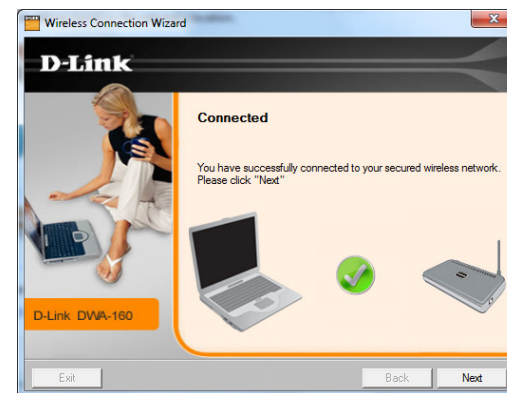 Wireless Connection Wizard
D-Link
Connected
You have successfully connected to your secured wireless network.
Please click "Next"
D-Link DWA-160
Exit
Back
Next